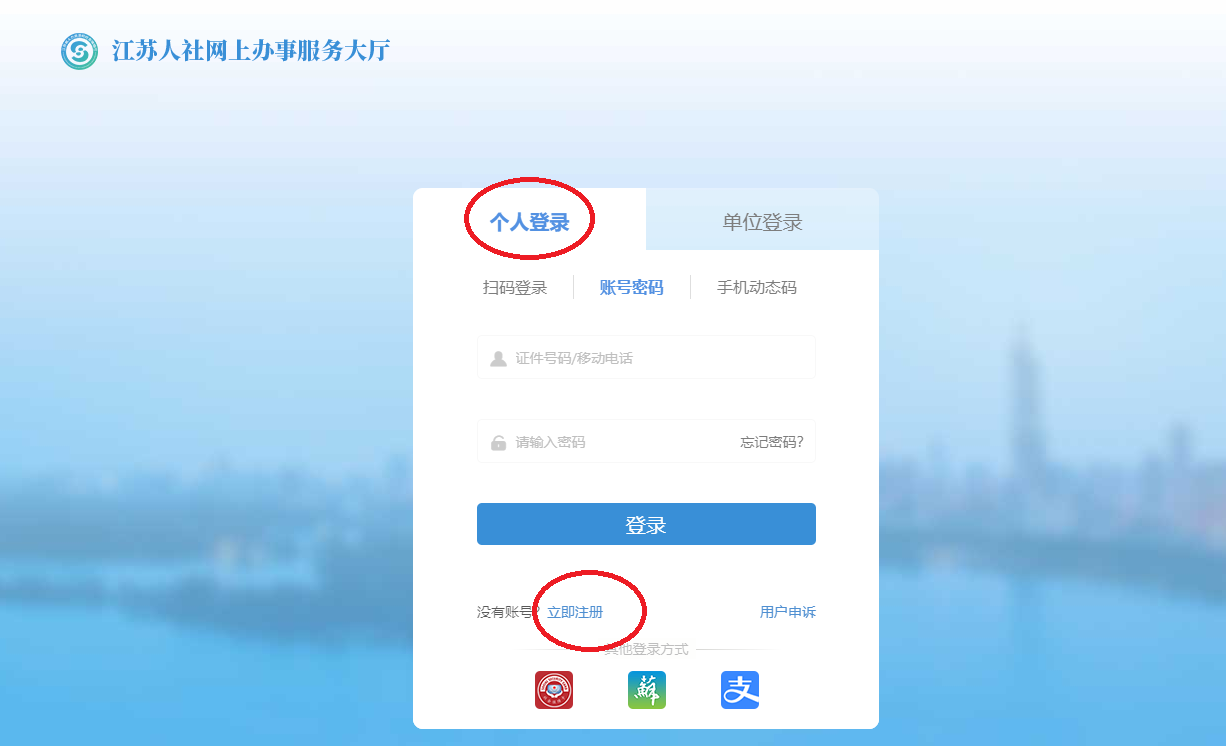 江苏人社网上办事服务大厅
个人登录
单位登录
扫码登录
账号密码
手机动态码
证件号码/移动电话
请输入密码
忘记密码?
登录
没有账号? 立即注册
用户申诉
其他登录方式
蘇
支